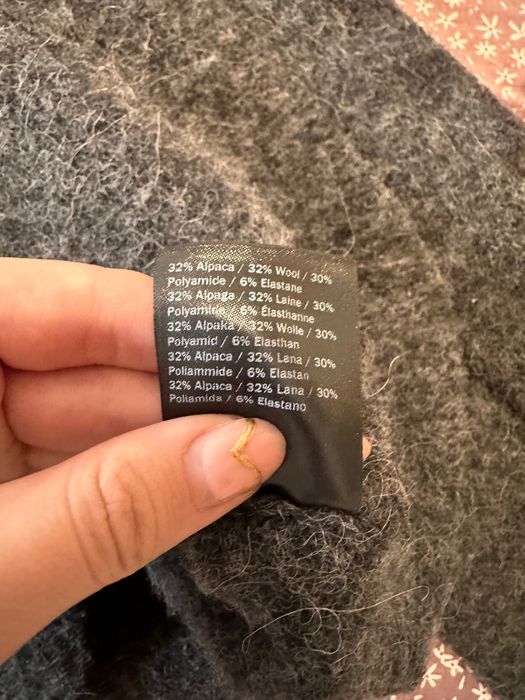 32% Alpaca / 32% Wool / 30%
Polyamide / 6% Elastane
32% Alpaga / 32% Laine / 30%
Polyamide / 6% Élasthanne
32% Alpaka / 32% Wolle / 30%
Polyamid / 6% Elasthan
32% Alpaca / 32% Lana / 30%
Poliammide / 6% Elastan
32% Alpaca / 32% Lana / 30%
Poliamida / 6% Elastano